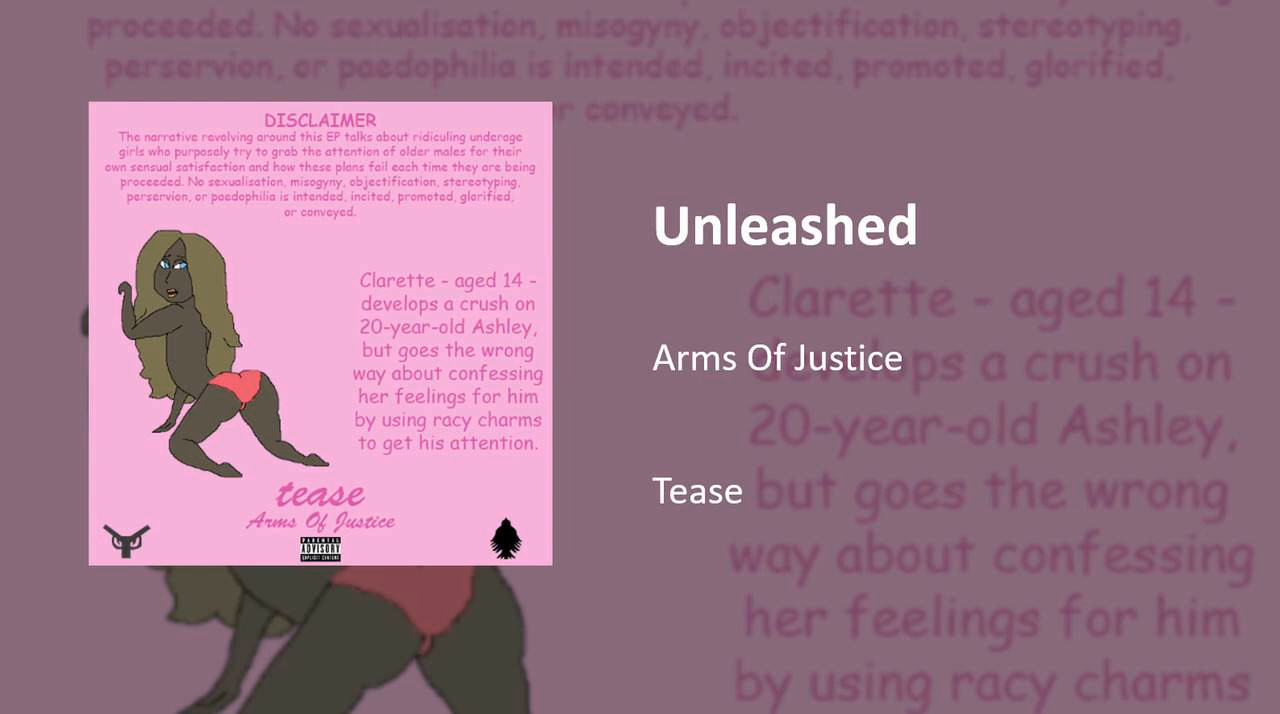 proceeded. No sexualisation, misogyny, objectification, stereotyping,
perservion, or paedophilia is intended, incited, promoted, glorified,
or conveyed.
DISCLAIMER
The narrative revolving around this EP talks about ridiculing underage
girls who purposely try to grab the attention of older males for their
own sensual satisfaction and how these plans fail each time they are being
proceeded. No sexualisation, misogyny, objectification, stereotyping,
perservion, or paedophilia is intended, incited, promoted, glorified,
or conveyed.
Clarette - aged 14 -
develops a crush on
20-year-old Ashley,
but goes the wrong
way about confessing
her feelings for him
by using racy charms
to get his attention.
tease
Arms Of Justice
PARENTAL
ADVISORY
EXPLICIT CONTENT
Unleashed
Arms Of Justice
Tease
Clarette - aged 14 -
develops a crush on
20-year-old Ashley,
but goes the wrong
way about confessing
her feelings for him
by using racy charms